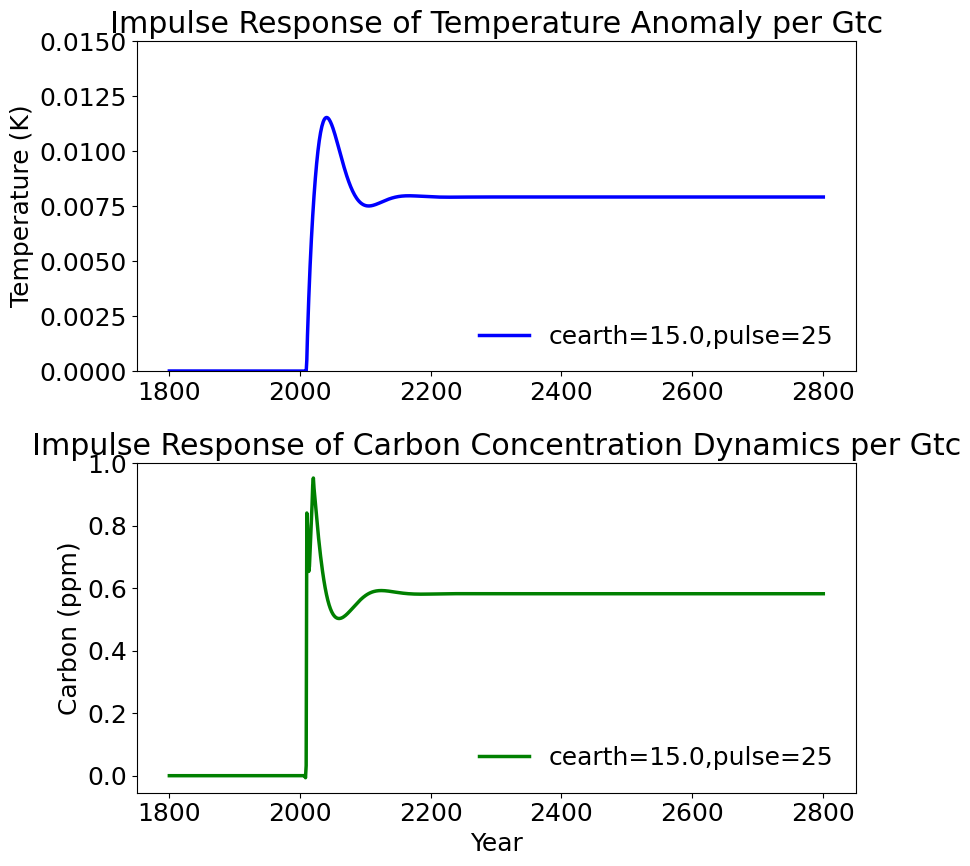 Impulse Response of Temperature Anomaly per Gtc
0.0150
0.0125
0.0100
0.0075
0.0050
0.0025
0.0000
Temperature (K)
cearth=15.0,pulse=25
1800 2000 2200 2400 2600 2800
Impulse Response of Carbon Concentration Dynamics per Gtc
1.0
0.8
0.6
0.4
0.2
0.0
Carbon (ppm)
cearth=15.0,pulse=25
1800 2000 2200 2400 2600 2800
Year